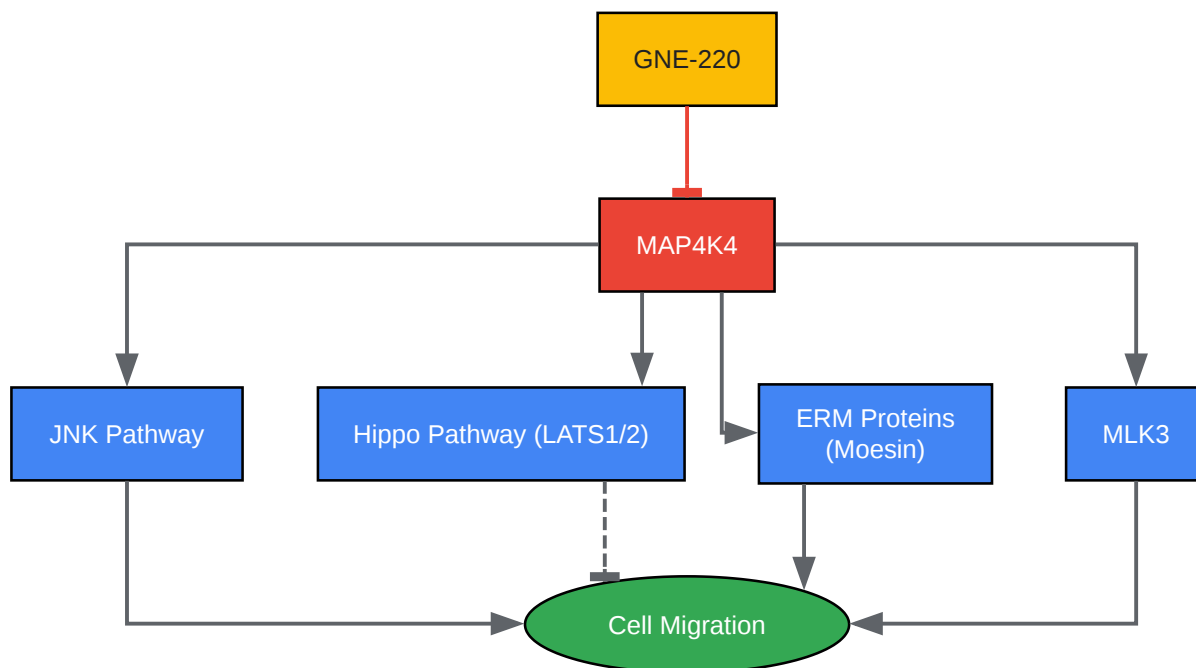 GNE-220
MAP4K4
JNK Pathway
Hippo Pathway (LATS1/2)
ERM Proteins
(Moesin)
MLK3
Cell Migration